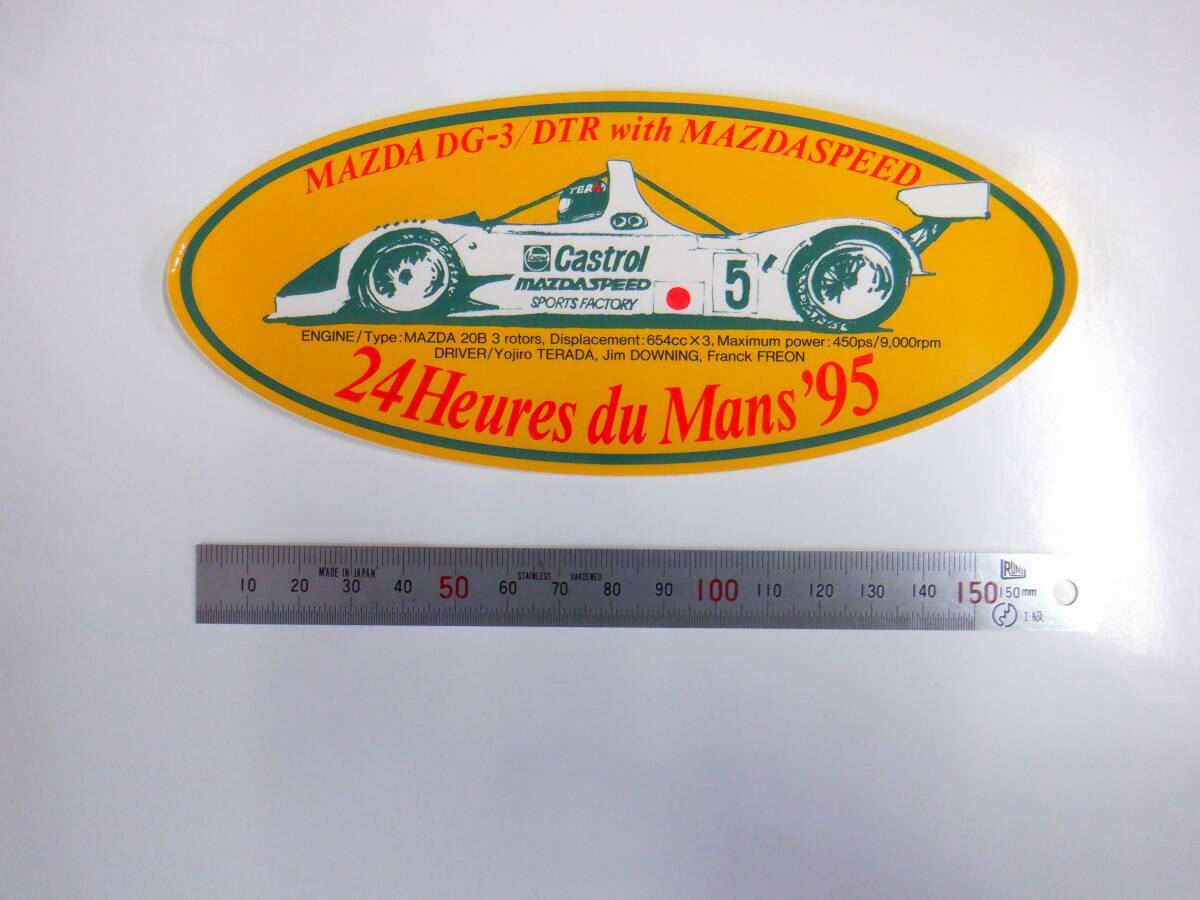 MAZDA DG-3/DTR with MAZDASPEED
TERA
Castrol
Castrol
MAZDASPEED
SPORTS FACTORY
5
ENGINE/Type:MAZDA 20B 3 rotors, Displacement:654cc×3, Maximum power:450ps/9,000rpm
DRIVER/Yojiro TERADA, Jim DOWNING, Franck FREON
24Heures du Mans '95
MADE IN JAPAN STAINLESS HARDENED
10 20 30 40 50 60 70 80 90 100 110 120 130 140 150 150mm
I級